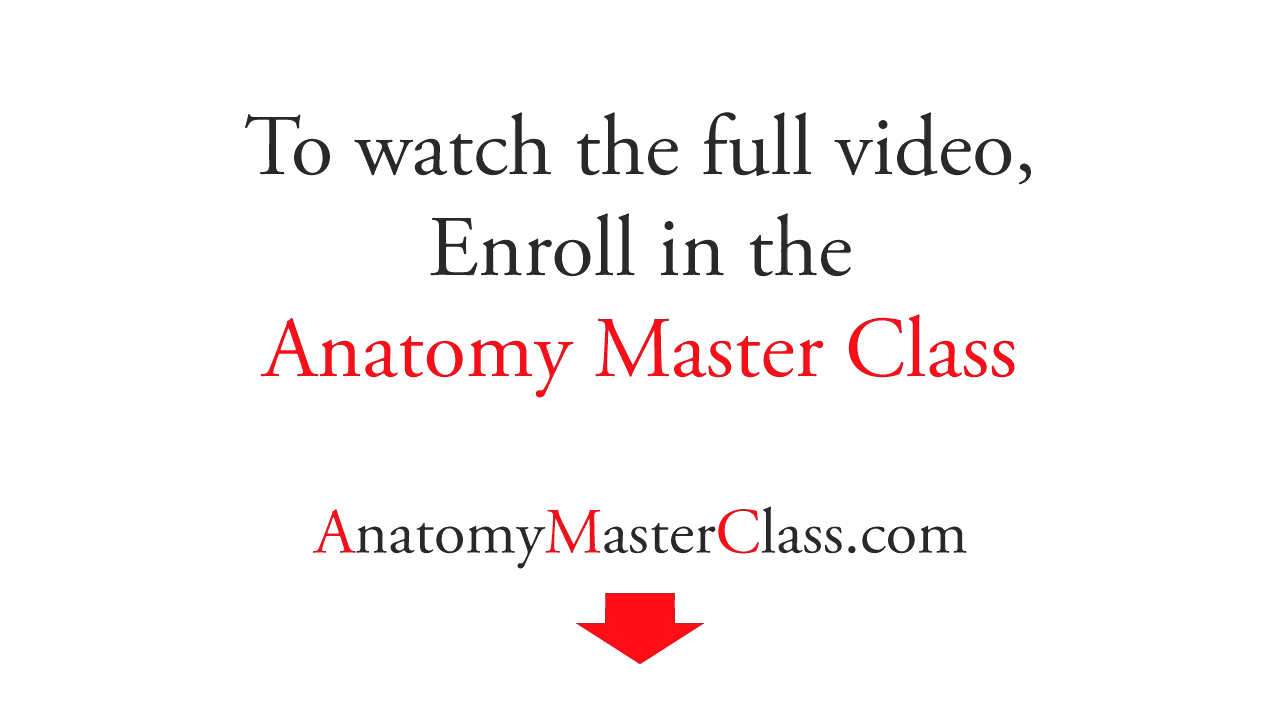 To watch the full video,
Enroll in the
Anatomy Master Class
AnatomyMasterClass.com